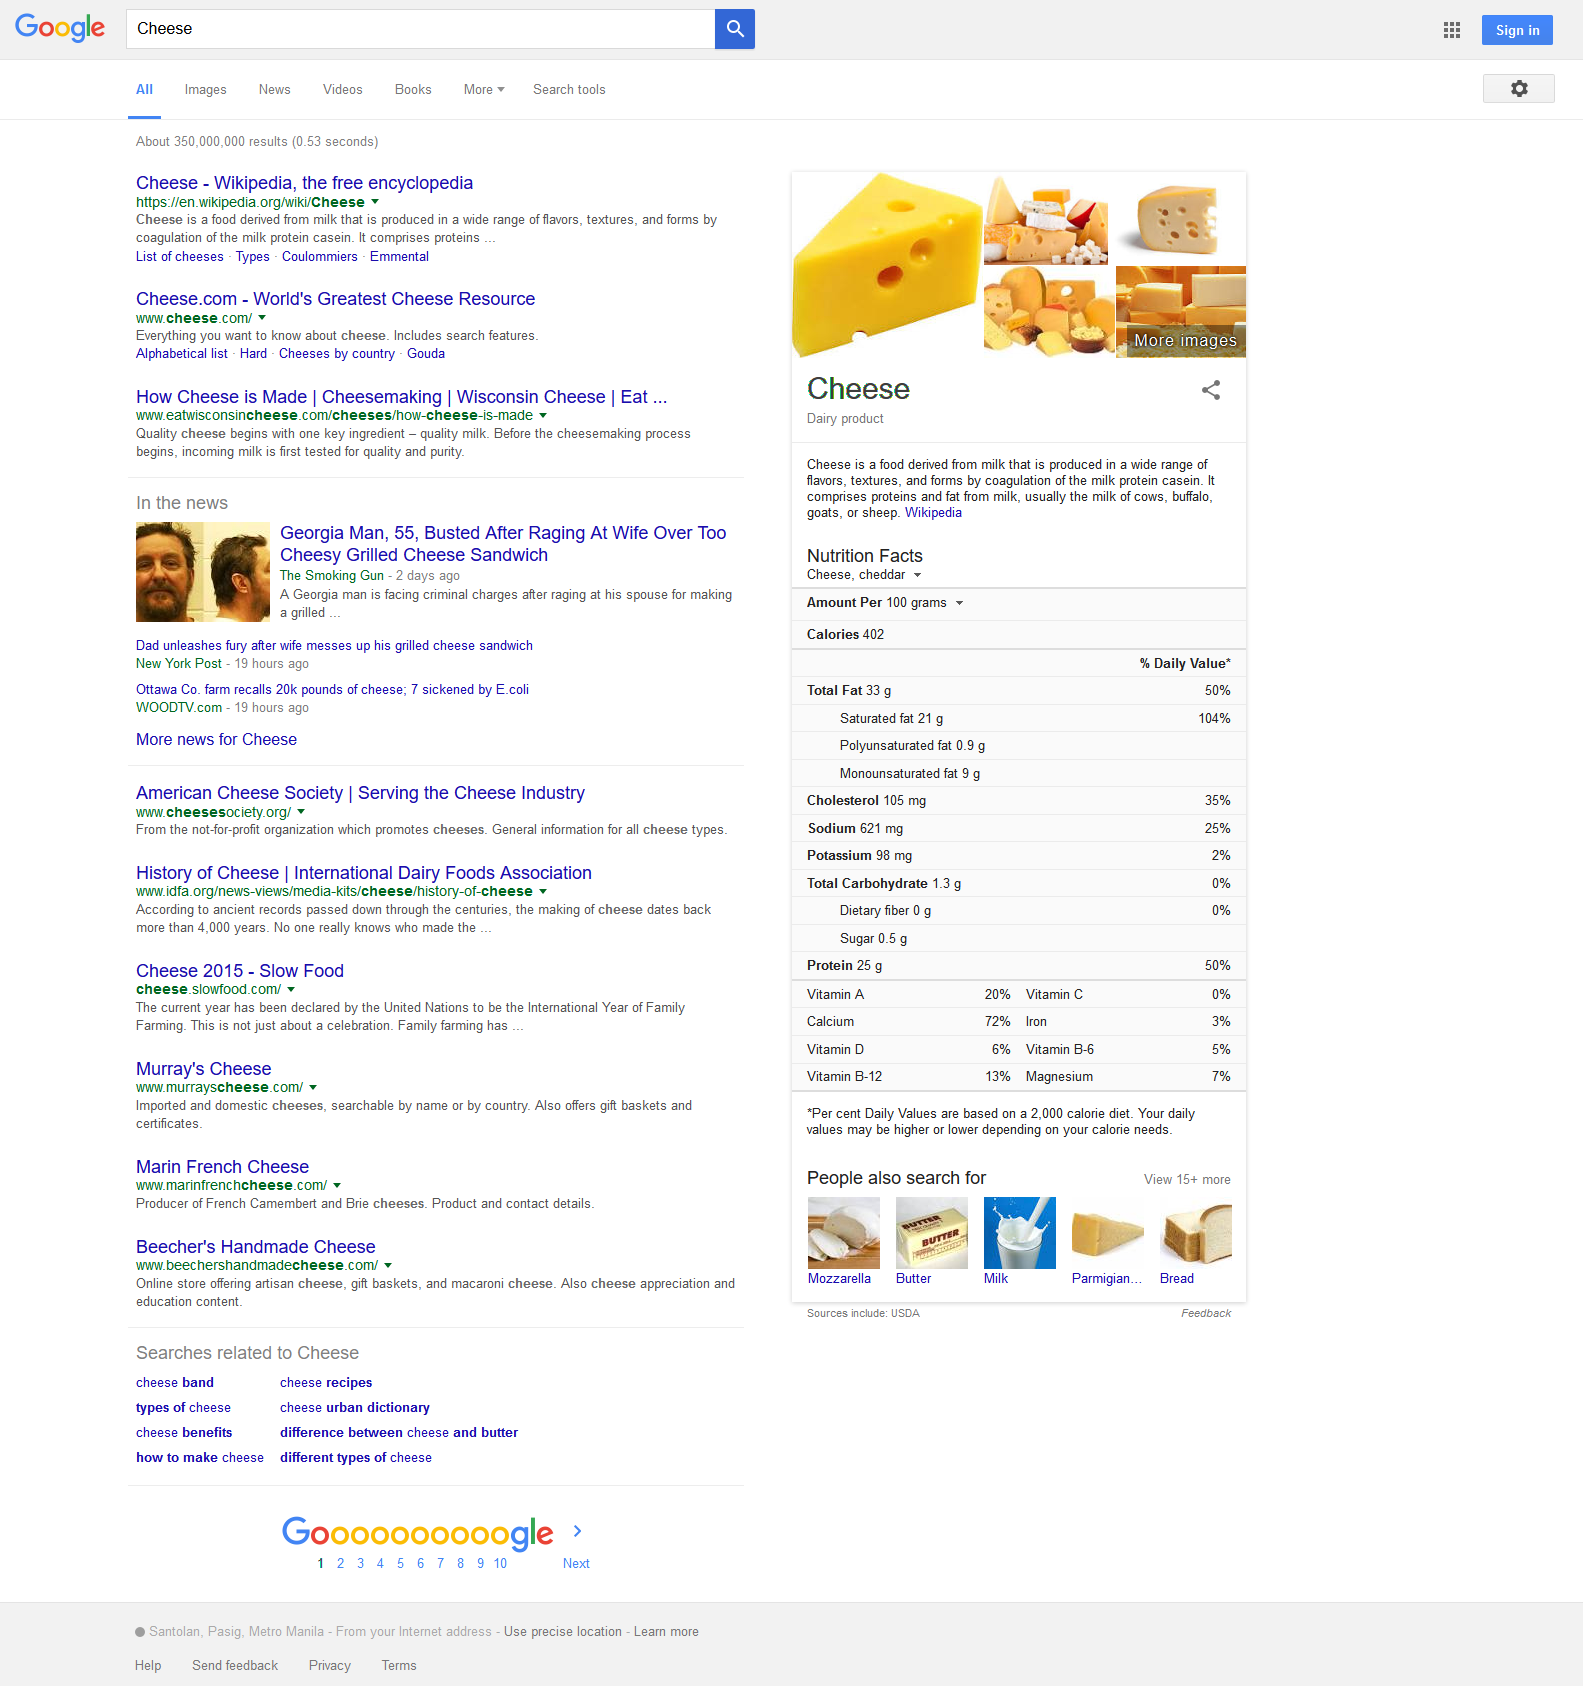 Google
Cheese
Sign in
All Images News Videos Books More Search tools
About 350,000,000 results (0.53 seconds)
Cheese - Wikipedia, the free encyclopedia
https://en.wikipedia.org/wiki/Cheese
Cheese is a food derived from milk that is produced in a wide range of flavors, textures, and forms by
coagulation of the milk protein casein. It comprises proteins ...
List of cheeses · Types · Coulommiers · Emmental
Cheese.com - World's Greatest Cheese Resource
www.cheese.com/
Everything you want to know about cheese. Includes search features.
Alphabetical list · Hard · Cheeses by country · Gouda
How Cheese is Made | Cheesemaking | Wisconsin Cheese | Eat ...
www.eatwisconsincheese.com/cheeses/how-cheese-is-made
Quality cheese begins with one key ingredient – quality milk. Before the cheesemaking process
begins, incoming milk is first tested for quality and purity.
In the news
Georgia Man, 55, Busted After Raging At Wife Over Too
Cheesy Grilled Cheese Sandwich
The Smoking Gun - 2 days ago
A Georgia man is facing criminal charges after raging at his spouse for making
a grilled ...
Dad unleashes fury after wife messes up his grilled cheese sandwich
New York Post - 19 hours ago
Ottawa Co. farm recalls 20k pounds of cheese; 7 sickened by E.coli
WOODTV.com - 19 hours ago
More news for Cheese
American Cheese Society | Serving the Cheese Industry
www.cheesesociety.org/
From the not-for-profit organization which promotes cheeses. General information for all cheese types.
History of Cheese | International Dairy Foods Association
www.idfa.org/news-views/media-kits/cheese/history-of-cheese
According to ancient records passed down through the centuries, the making of cheese dates back
more than 4,000 years. No one really knows who made the ...
Cheese 2015 - Slow Food
cheese.slowfood.com/
The current year has been declared by the United Nations to be the International Year of Family
Farming. This is not just about a celebration. Family farming has ...
Murray's Cheese
www.murrayscheese.com/
Imported and domestic cheeses, searchable by name or by country. Also offers gift baskets and
certificates.
Marin French Cheese
www.marinfrenchcheese.com/
Producer of French Camembert and Brie cheeses. Product and contact details.
Beecher's Handmade Cheese
www.beechershandmadecheese.com/
Online store offering artisan cheese, gift baskets, and macaroni cheese. Also cheese appreciation and
education content.
Searches related to Cheese
cheese band cheese recipes
types of cheese cheese urban dictionary
cheese benefits difference between cheese and butter
how to make cheese different types of cheese
Goooooooooogle
1 2 3 4 5 6 7 8 9 10 Next
More images
Cheese
Dairy product
Cheese is a food derived from milk that is produced in a wide range of
flavors, textures, and forms by coagulation of the milk protein casein. It
comprises proteins and fat from milk, usually the milk of cows, buffalo,
goats, or sheep. Wikipedia
Nutrition Facts
Cheese, cheddar
Amount Per 100 grams
Calories 402
% Daily Value*
Total Fat 33 g 50%
Saturated fat 21 g 104%
Polyunsaturated fat 0.9 g
Monounsaturated fat 9 g
Cholesterol 105 mg 35%
Sodium 621 mg 25%
Potassium 98 mg 2%
Total Carbohydrate 1.3 g 0%
Dietary fiber 0 g 0%
Sugar 0.5 g
Protein 25 g 50%
Vitamin A 20% Vitamin C 0%
Calcium 72% Iron 3%
Vitamin D 6% Vitamin B-6 5%
Vitamin B-12 13% Magnesium 7%
*Per cent Daily Values are based on a 2,000 calorie diet. Your daily
values may be higher or lower depending on your calorie needs.
People also search for View 15+ more
BUTTER
BUTTER
Mozzarella Butter Milk Parmigian... Bread
Sources include: USDA Feedback
Santolan, Pasig, Metro Manila - From your Internet address - Use precise location - Learn more
Help Send feedback Privacy Terms